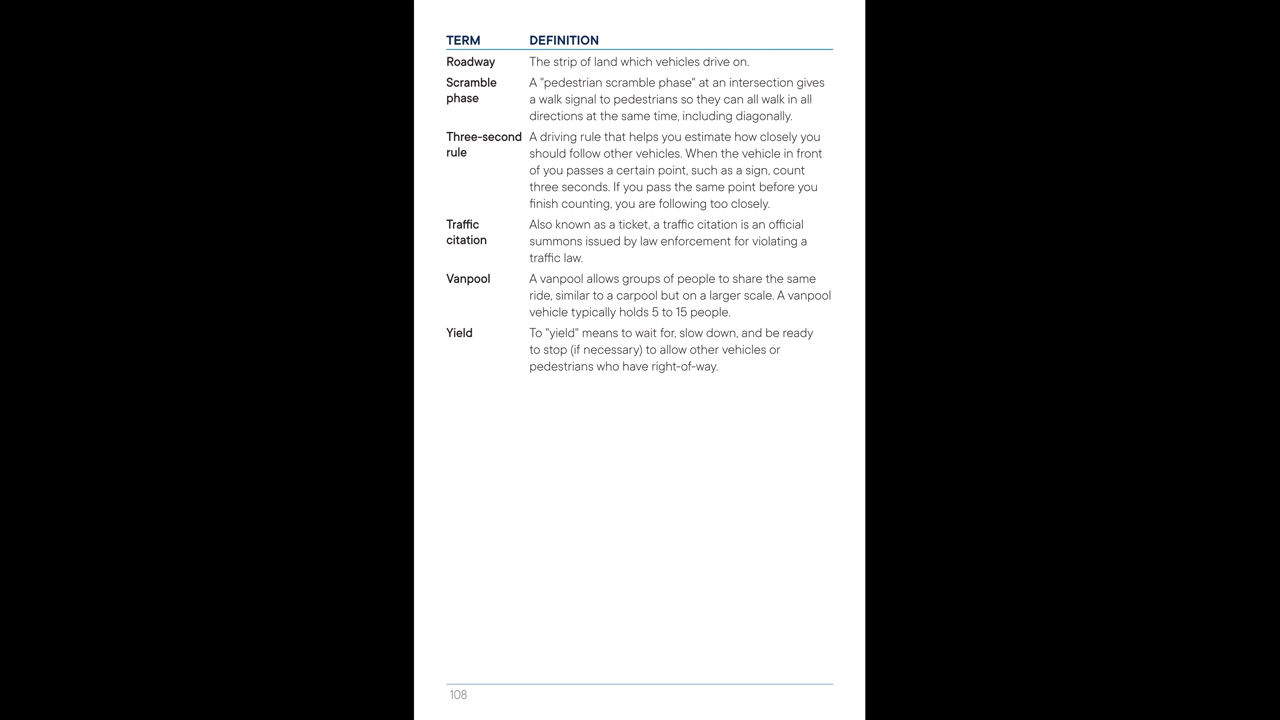 TERM DEFINITION
Roadway The strip of land which vehicles drive on.
Scramble A "pedestrian scramble phase" at an intersection gives
phase a walk signal to pedestrians so they can all walk in all
directions at the same time, including diagonally.
Three-second A driving rule that helps you estimate how closely you
rule should follow other vehicles. When the vehicle in front
of you passes a certain point, such as a sign, count
three seconds. If you pass the same point before you
finish counting, you are following too closely.
Traffic Also known as a ticket, a traffic citation is an official
citation summons issued by law enforcement for violating a
traffic law.
Vanpool A vanpool allows groups of people to share the same
ride, similar to a carpool but on a larger scale. A vanpool
vehicle typically holds 5 to 15 people.
Yield To "yield" means to wait for, slow down, and be ready
to stop (if necessary) to allow other vehicles or
pedestrians who have right-of-way.
108